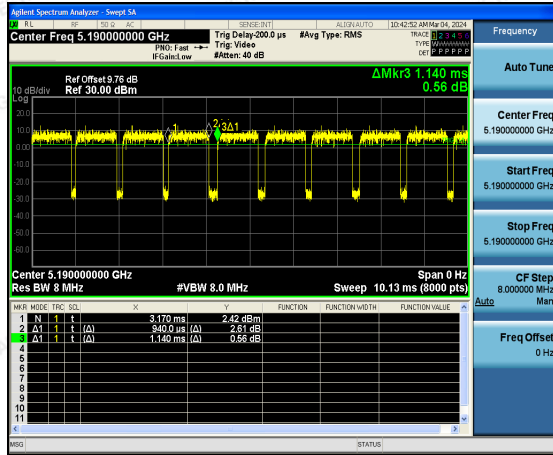 Agilent Spectrum Analyzer - Swept SA
RL RF 50 Ω AC SENSE:INT ALIGN AUTO 10:42:52 AM Mar 04, 2024
Center Freq 5.190000000 GHz Trig Delay-200.0 µs #Avg Type: RMS TRACE 1 2 3 4 5 6
PNO: Fast Trig: Video TYPE
IFGain:Low #Atten: 40 dB DET P P P P P P
Frequency
Auto Tune
Center Freq
5.190000000 GHz
Start Freq
5.190000000 GHz
Stop Freq
5.190000000 GHz
CF Step
8.000000 MHz
Auto Man
Freq Offset
0 Hz
ΔMkr3 1.140 ms
0.56 dB
Ref Offset 9.76 dB
10 dB/div Ref 30.00 dBm
Log
20.0
10.0
0.00
-10.0
-20.0
-30.0
-40.0
-50.0
-60.0
1 2 3Δ1
Center 5.190000000 GHz Span 0 Hz
Res BW 8 MHz #VBW 8.0 MHz Sweep 10.13 ms (8000 pts)
MKR MODE TRC SCL X Y FUNCTION FUNCTION WIDTH FUNCTION VALUE
1 N 1 t 3.170 ms 2.42 dBm
2 Δ1 1 t (Δ) 940.0 µs (Δ) 2.61 dB
3 Δ1 1 t (Δ) 1.140 ms (Δ) 0.56 dB
4
5
6
7
8
9
10
11
MSG STATUS